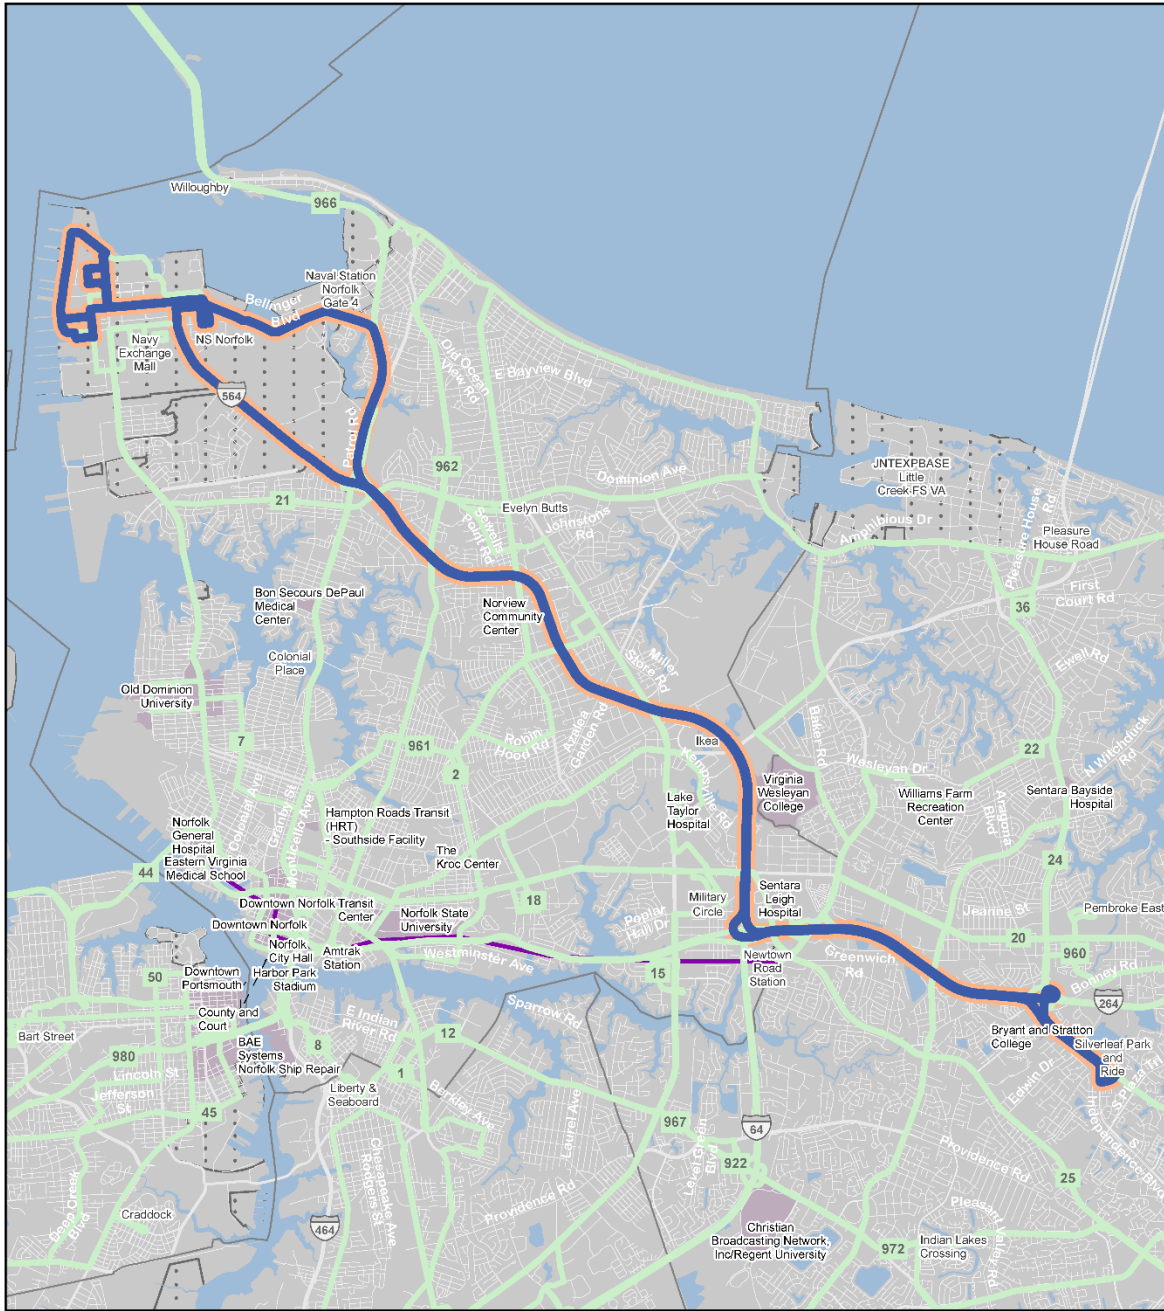 Willoughby
966
Naval Station
Norfolk
Gate 4
Bellinger
Blvd
Navy
Exchange
Mall
NS Norfolk
564
Old Ocean
View Rd
E Bayview Blvd
Patrol Rd
962
21
Dominion Ave
Evelyn Butts
Sewells
Point Rd
Johnstons
Rd
JNTEXPBASE
Little
Creek-FS VA
Amphibious Dr
Pleasure House
Rd
Pleasure
House Road
First
Court Rd
36
Bon Secours DePaul
Medical
Center
Norview
Community
Center
Colonial
Place
Miller
Store Rd
Ewell Rd
Old Dominion
University
7
961
2
Robin
Hood Rd
Azalea
Garden Rd
Ikea
Kempsville Rd
Baker Rd
Wesleyan Dr
22
N Witchduck
Rd
Virginia
Wesleyan
College
Williams Farm
Recreation
Center
Aragona
Blvd
Sentara Bayside
Hospital
Lake
Taylor
Hospital
Colonial Ave
Granby St
Monticello Ave
Hampton Roads Transit
(HRT)
- Southside Facility
Norfolk
General
Hospital
Eastern Virginia
Medical School
44
The
Kroc Center
24
Downtown Norfolk Transit
Center
18
Military
Circle
Sentara
Leigh
Hospital
Jeanne St
Pembroke East
Downtown Norfolk
Norfolk State
University
Poplar
Hall Dr
20
960
Norfolk
City Hall
Amtrak
Station
Westminster Ave
15
Newtown
Road
Station
Greenwich
Rd
Bonney Rd
264
50
Downtown
Portsmouth
Harbor Park
Stadium
County and
Court
Sparrow Rd
Bryant and Stratton
College
Silverleaf Park
and
Ride
Bart Street
E Indian
River Rd
12
980
BAE
Systems
Norfolk Ship Repair
8
1
Lincoln St
Jefferson
St
45
Liberty &
Seaboard
Berkley Ave
Laurel Ave
967
64
Edwin Dr
S Plaza Trl
S
Independence Blvd
Level Green
Blvd
922
Providence Rd
25
Deep Creek
Blvd
Craddock
464
Chesapeake Ave
Rodgers St
Providence Rd
Christian
Broadcasting Network
Inc/Regent University
972
Indian Lakes
Crossing
Pleasant
Valley Rd